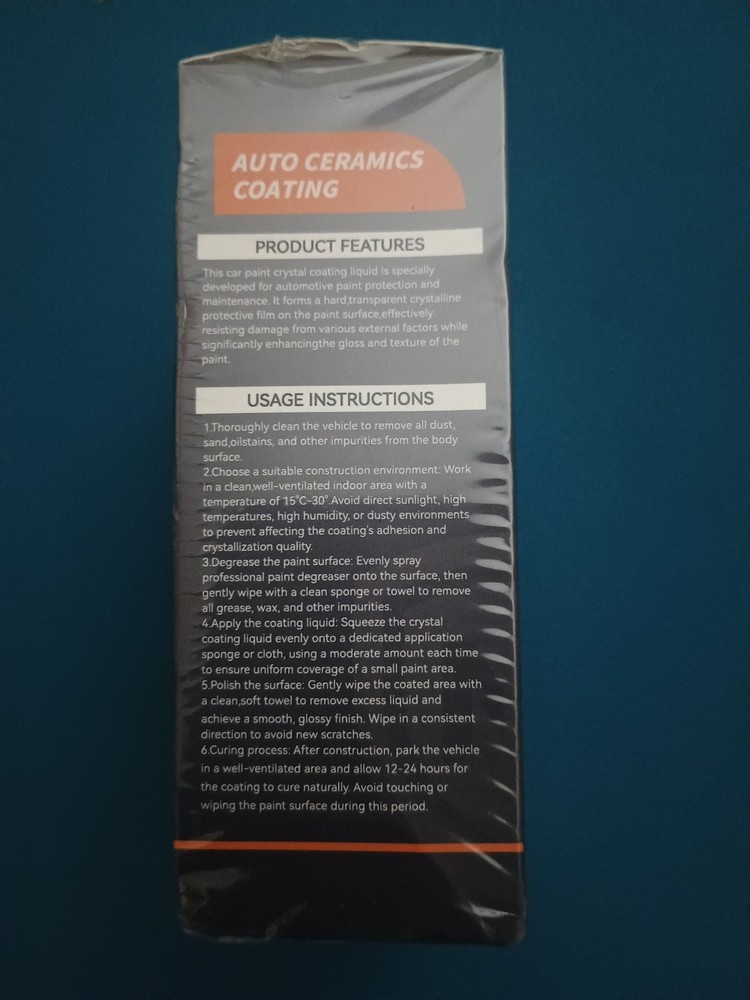 AUTO CERAMICS
COATING
PRODUCT FEATURES
This car paint crystal coating liquid is specially
developed for automotive paint protection and
maintenance. It forms a hard,transparent crystalline
protective film on the paint surface,effectively
resisting damage from various external factors while
significantly enhancingthe gloss and texture of the
paint.
USAGE INSTRUCTIONS
1.Thoroughly clean the vehicle to remove all dust,
sand,oilstains, and other impurities from the body
surface.
2.Choose a suitable construction environment: Work
in a clean,well-ventilated indoor area with a
temperature of 15°C-30°.Avoid direct sunlight, high
temperatures, high humidity, or dusty environments
to prevent affecting the coating's adhesion and
crystallization quality.
3.Degrease the paint surface: Evenly spray
professional paint degreaser onto the surface, then
gently wipe with a clean sponge or towel to remove
all grease, wax, and other impurities.
4.Apply the coating liquid: Squeeze the crystal
coating liquid evenly onto a dedicated application
sponge or cloth, using a moderate amount each time
to ensure uniform coverage of a small paint area.
5.Polish the surface: Gently wipe the coated area with
a clean,soft towel to remove excess liquid and
achieve a smooth, glossy finish. Wipe in a consistent
direction to avoid new scratches.
6.Curing process: After construction, park the vehicle
in a well-ventilated area and allow 12-24 hours for
the coating to cure naturally. Avoid touching or
wiping the paint surface during this period.